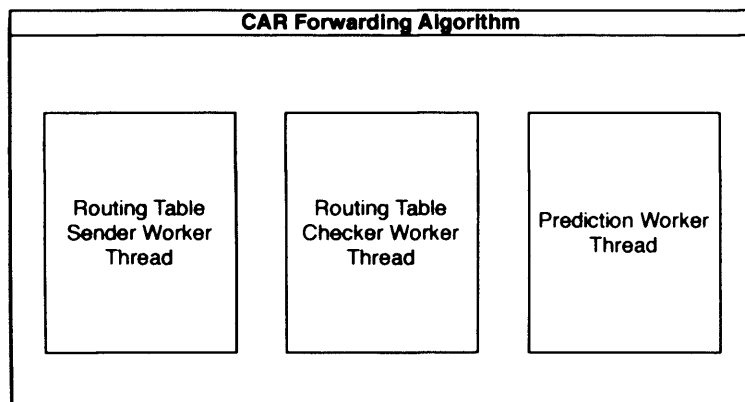 CAR Forwarding Algorithm
Routing Table
Sender Worker
Thread
Routing Table
Checker Worker
Thread
Prediction Worker
Thread